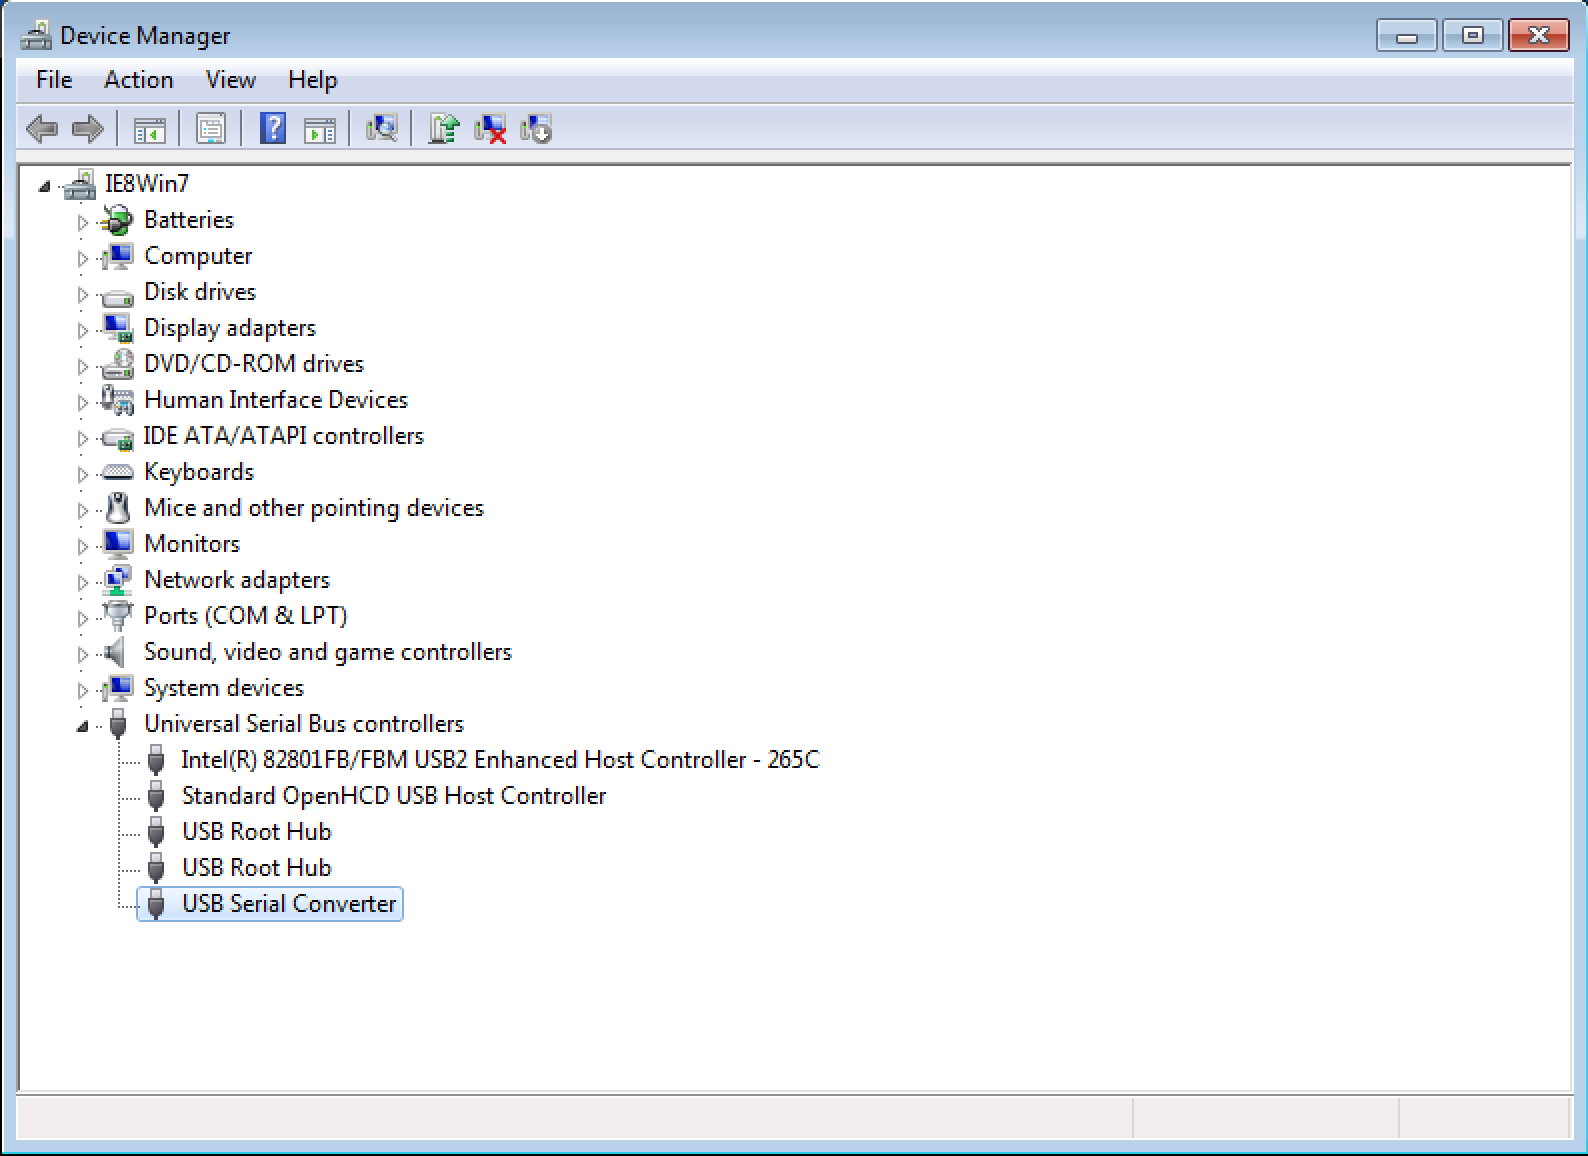 Device Manager
File Action View Help
?
IE8Win7
Batteries
Computer
Disk drives
Display adapters
DVD/CD-ROM drives
Human Interface Devices
IDE ATA/ATAPI controllers
Keyboards
Mice and other pointing devices
Monitors
Network adapters
Ports (COM & LPT)
Sound, video and game controllers
System devices
Universal Serial Bus controllers
Intel(R) 82801FB/FBM USB2 Enhanced Host Controller - 265C
Standard OpenHCD USB Host Controller
USB Root Hub
USB Root Hub
USB Serial Converter